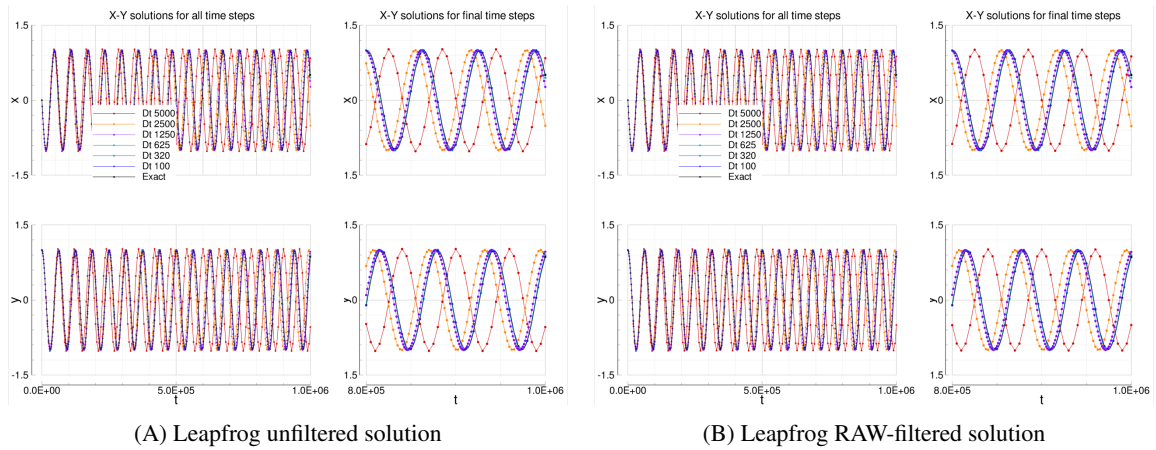 X-Y solutions for all time steps
X-Y solutions for final time steps
1.5
x
0
1.5
Dt 5000
Dt 2500
Dt 1250
Dt 625
Dt 320
Dt 100
Exact
1.5
x
0
1.5
1.5
y
0
-1.5
0.0E+00
5.0E+05
1.0E+06
t
1.5
y
0
1.5
8.0E+05
1.0E+06
t
(A) Leapfrog unfiltered solution
X-Y solutions for all time steps
X-Y solutions for final time steps
1.5
x
0
1.5
Dt 5000
Dt 2500
Dt 1250
Dt 625
Dt 320
Dt 100
Exact
1.5
x
0
1.5
1.5
y
0
-1.5
0.0E+00
5.0E+05
1.0E+06
t
1.5
y
0
1.5
8.0E+05
1.0E+06
t
(B) Leapfrog RAW-filtered solution